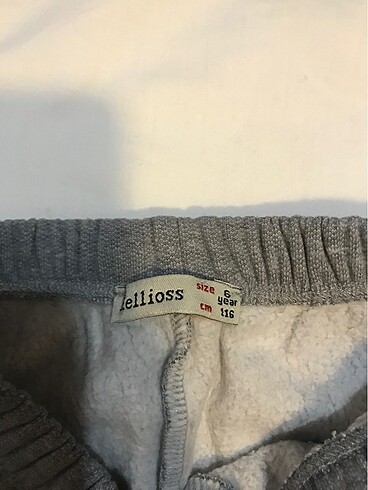 lellioss
size 6
year
cm 116